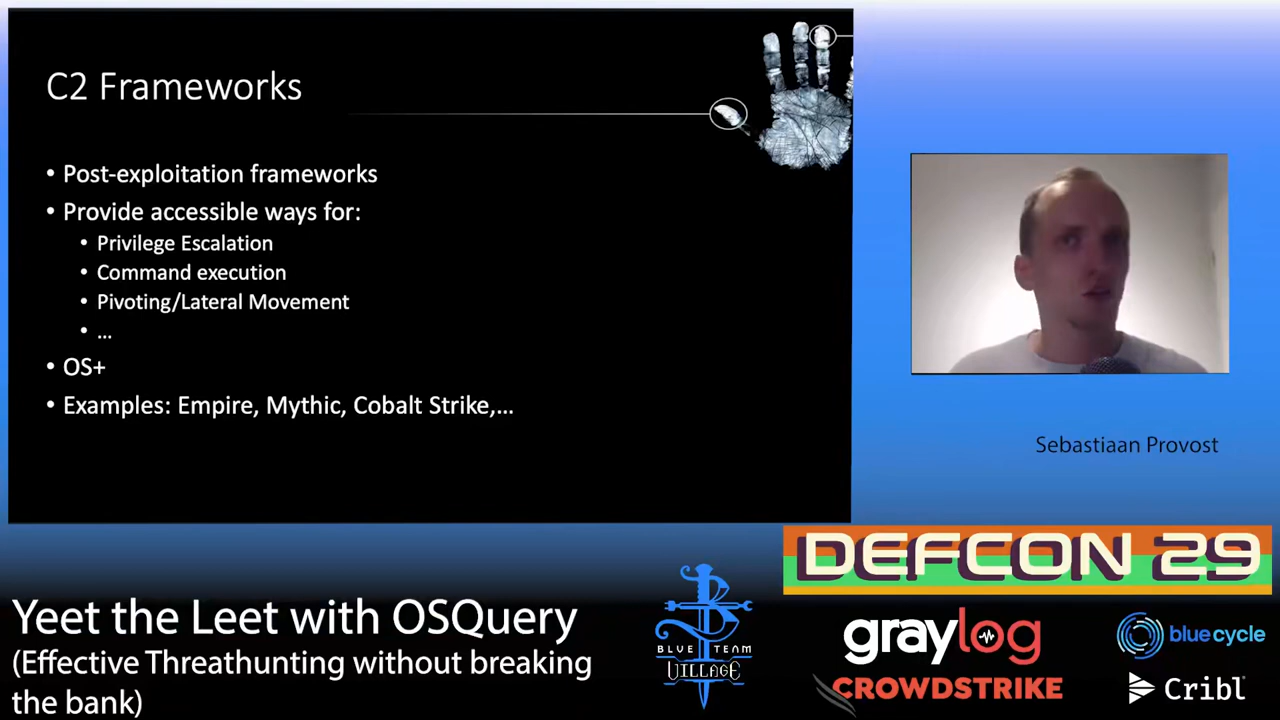 C2 Frameworks
• Post-exploitation frameworks
• Provide accessible ways for:
• Privilege Escalation
• Command execution
• Pivoting/Lateral Movement
• ...
• OS+
• Examples: Empire, Mythic, Cobalt Strike,...
Sebastiaan Provost
DEFCON 29
Yeet the Leet with OSQuery
(Effective Threathunting without breaking
the bank)
BLUE TEAM
VILLAGE
graylog
CROWDSTRIKE
bluecycle
Cribl